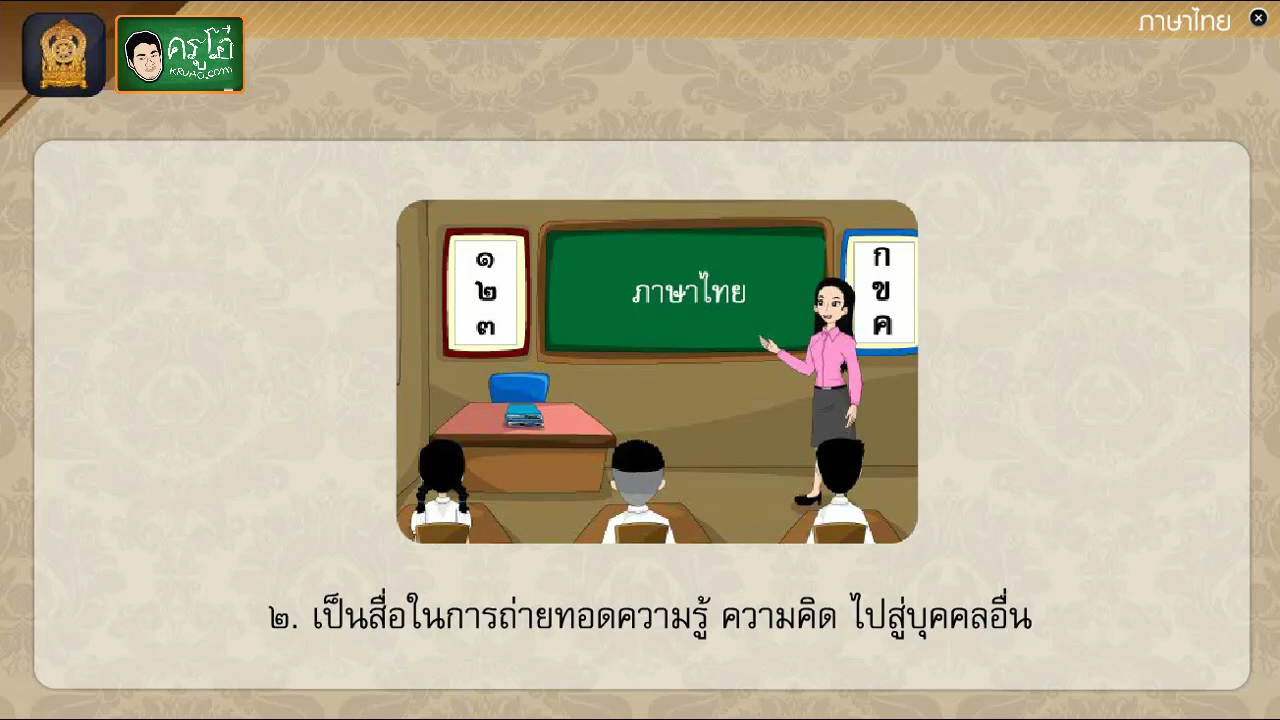 ครูโอ๋
KRUAO.com
ภาษาไทย
๑
๒
๓
ภาษาไทย
ก
ข
ค
๒. เป็นสื่อในการถ่ายทอดความรู้ ความคิด ไปสู่บุคคลอื่น